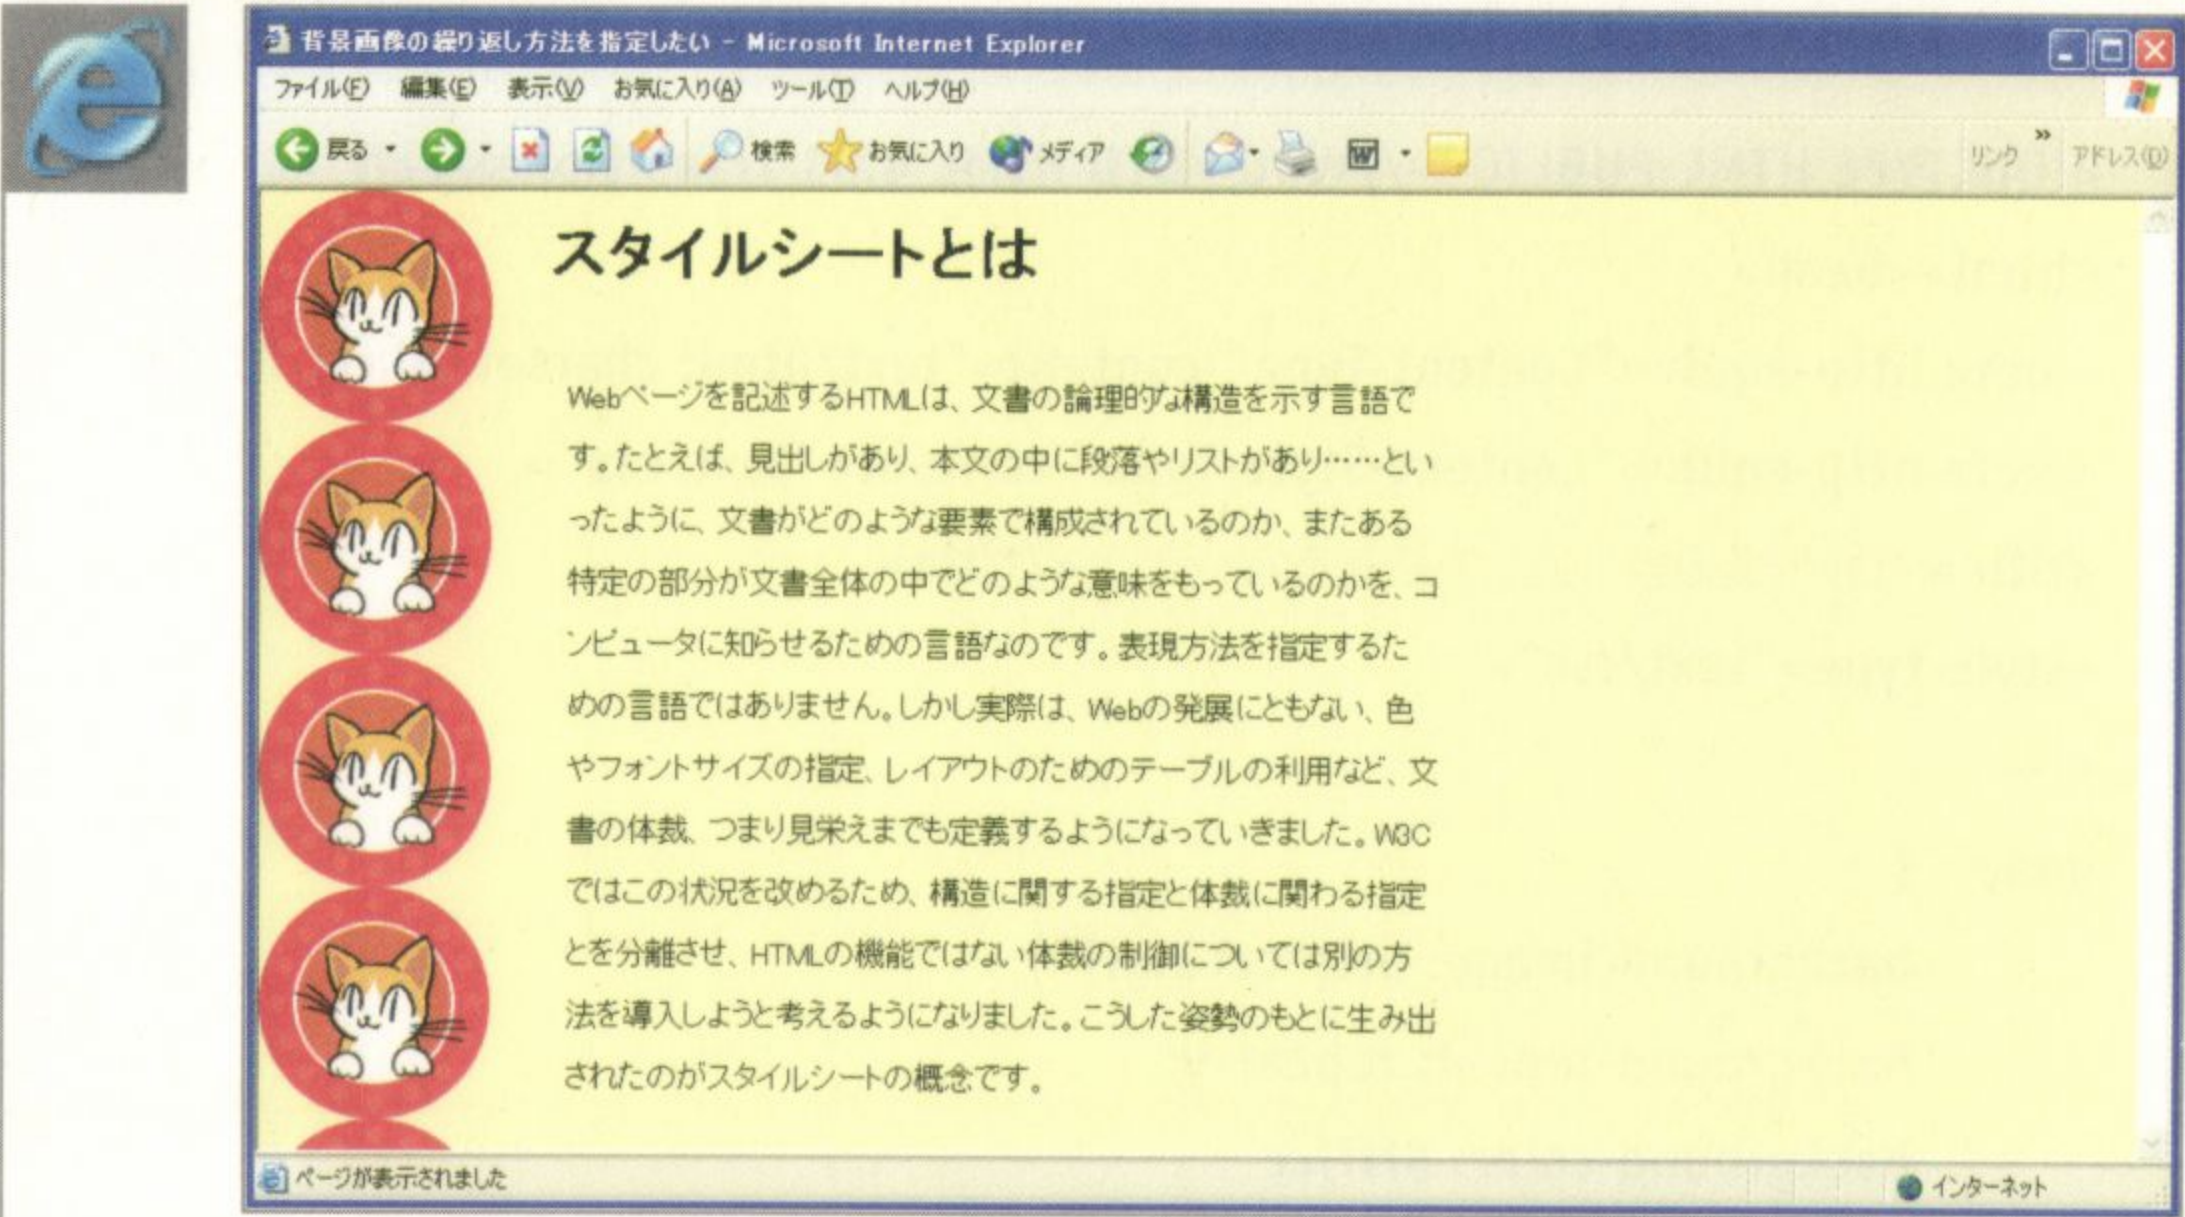 背景画像の繰り返し方法を指定したい - Microsoft Internet Explorer
ファイル(F) 編集(E) 表示(V) お気に入り(A) ツール(T) ヘルプ(H)
戻る 検索 お気に入り メディア リンク » アドレス(D)
スタイルシートとは
Webページを記述するHTMLは、文書の論理的な構造を示す言語で
す。たとえば、見出しがあり、本文の中に段落やリストがあり……とい
ったように、文書がどのような要素で構成されているのか、またある
特定の部分が文書全体の中でどのような意味をもっているのかを、コ
ンピュータに知らせるための言語なのです。表現方法を指定するた
めの言語ではありません。しかし実際は、Webの発展にともない、色
やフォントサイズの指定、レイアウトのためのテーブルの利用など、文
書の体裁、つまり見栄えまでも定義するようになっていきました。W3C
ではこの状況を改めるため、構造に関する指定と体裁に関わる指定
とを分離させ、HTMLの機能ではない体裁の制御については別の方
法を導入しようと考えるようになりました。こうした姿勢のもとに生み出
されたのがスタイルシートの概念です。
ページが表示されました インターネット